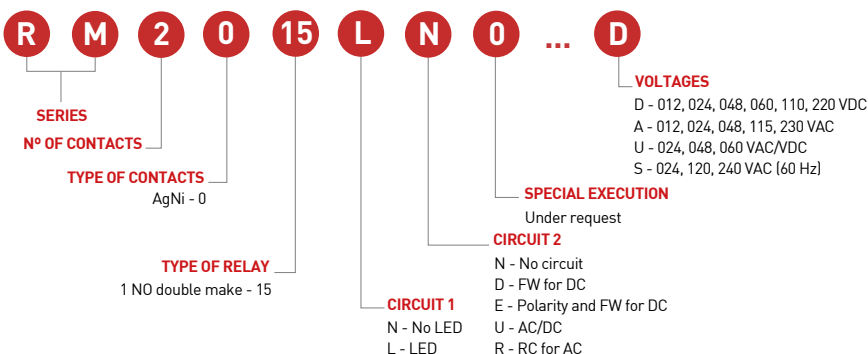 R M 2 0 15 L N 0 ... D
SERIES
Nº OF CONTACTS
TYPE OF CONTACTS
AgNi - 0
TYPE OF RELAY
1 NO double make - 15
CIRCUIT 1
N - No LED
L - LED
CIRCUIT 2
N - No circuit
D - FW for DC
E - Polarity and FW for DC
U - AC/DC
R - RC for AC
SPECIAL EXECUTION
Under request
VOLTAGES
D - 012, 024, 048, 060, 110, 220 VDC
A - 012, 024, 048, 115, 230 VAC
U - 024, 048, 060 VAC/VDC
S - 024, 120, 240 VAC (60 Hz)